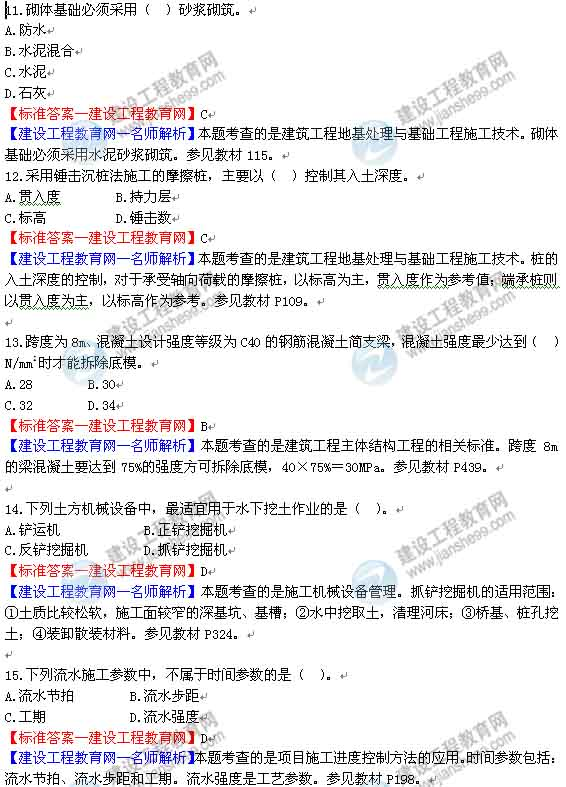 11.砌体基础必须采用（  ）砂浆砌筑。
A.防水
B.水泥混合
C.水泥
D.石灰
【标准答案—建设工程教育网】C
【建设工程教育网—名师解析】本题考查的是建筑工程地基处理与基础工程施工技术。砌体
基础必须采用水泥砂浆砌筑。参见教材 115。
12.采用锤击沉桩法施工的摩擦桩，主要以（  ）控制其入土深度。
A.贯入度 B.持力层
C.标高 D.锤击数
【标准答案—建设工程教育网】C
【建设工程教育网—名师解析】本题考查的是建筑工程地基处理与基础工程施工技术。桩的
入土深度的控制，对于承受轴向荷载的摩擦桩，以标高为主，贯入度作为参考值；端承桩则
以贯入度为主，以标高作为参考。参见教材 P109。
13.跨度为 8m、混凝土设计强度等级为 C40 的钢筋混凝土简支梁，混凝土强度最少达到（  ）
N/mm²时才能拆除底模。
A.28 B.30
C.32 D.34
【标准答案—建设工程教育网】B
【建设工程教育网—名师解析】本题考查的是建筑工程主体结构工程的相关标准。跨度 8m
的梁混凝土要达到 75%的强度方可拆除底模，40×75%＝30MPa。参见教材 P439。
14.下列土方机械设备中，最适宜用于水下挖土作业的是（  ）。
A.铲运机 B.正铲挖掘机
C.反铲挖掘机 D.抓铲挖掘机
【标准答案—建设工程教育网】D
【建设工程教育网—名师解析】本题考查的是施工机械设备管理。抓铲挖掘机的适用范围：
①土质比较松软，施工面较窄的深基坑、基槽；②水中挖取土，清理河床；③桥基、桩孔挖
土；④装卸散装材料。参见教材 P324。
15.下列流水施工参数中，不属于时间参数的是（  ）。
A.流水节拍 B.流水步距
C.工期 D.流水强度
【标准答案—建设工程教育网】D
【建设工程教育网—名师解析】本题考查的是项目施工进度控制方法的应用。时间参数包括：
流水节拍、流水步距和工期。流水强度是工艺参数。参见教材 P198。
建设工程教育网
www.jianshe99.com